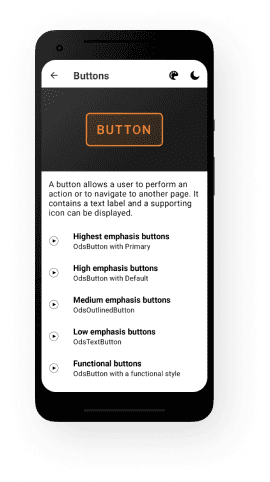 Buttons
BUTTON
A button allows a user to perform an
action or to navigate to another page. It
contains a text label and a supporting
icon can be displayed.
Highest emphasis buttons
OdsButton with Primary
High emphasis buttons
OdsButton with Default
Medium emphasis buttons
OdsOutlinedButton
Low emphasis buttons
OdsTextButton
Functional buttons
OdsButton with a functional style